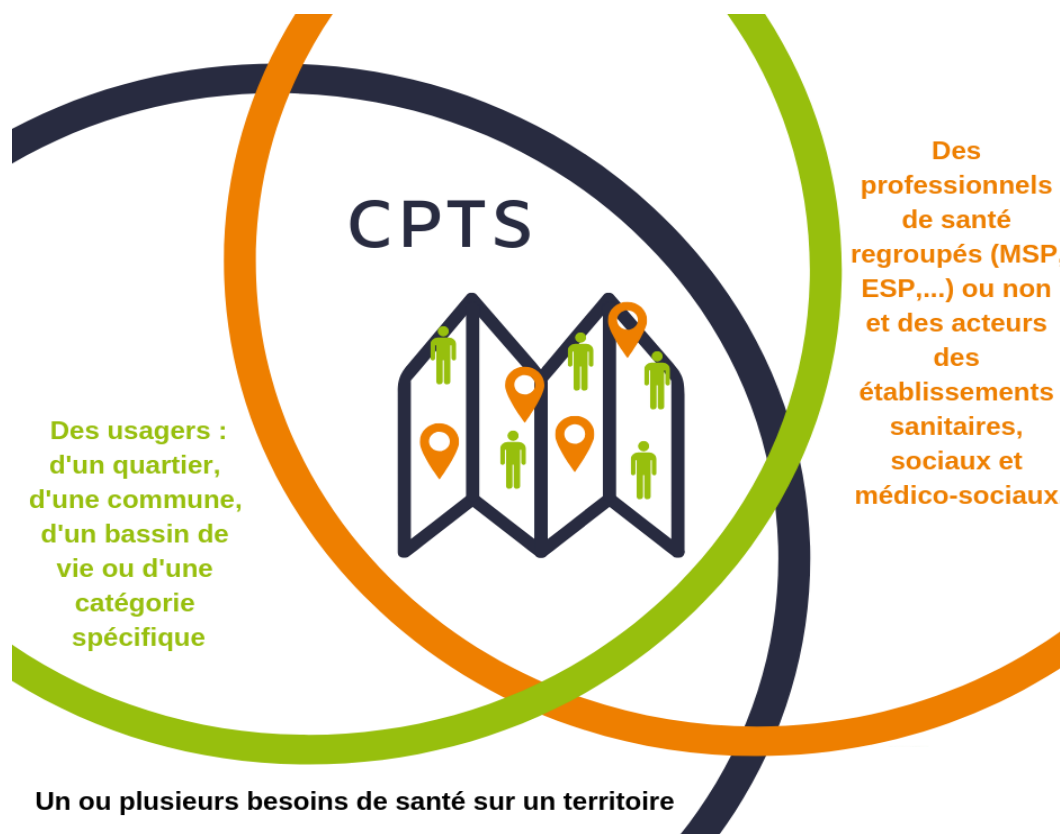 CPTS
Des
professionnels
de santé
regroupés (MSP,
ESP,...) ou non
et des acteurs
des
établissements
sanitaires,
sociaux et
médico-sociaux
Des usagers :
d'un quartier,
d'une commune,
d'un bassin de
vie ou d'une
catégorie
spécifique
Un ou plusieurs besoins de santé sur un territoire